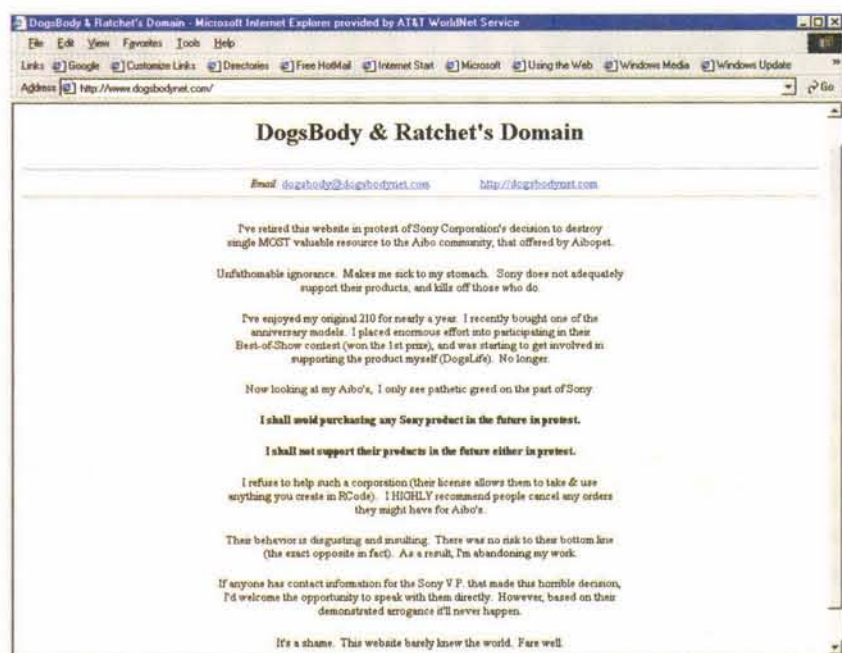 DogsBody & Ratchet's Domain - Microsoft Internet Explorer provided by AT&T WorldNet Service
File Edit View Favorites Tools Help
Links Google Customize Links Directories Free HotMail Internet Start Microsoft Using the Web Windows Media Windows Update »
Address http://www.dogsbodynet.com/ Go
DogsBody & Ratchet's Domain
Email dogsbody@dogsbodynet.com http://dogsbodynet.com
I've retired this website in protest of Sony Corporation's decision to destroy
single MOST valuable resource to the Aibo community, that offered by Aibopet.
Unfathomable ignorance. Makes me sick to my stomach. Sony does not adequately
support their products, and kills off those who do.
I've enjoyed my original 210 for nearly a year. I recently bought one of the
anniversary models. I placed enormous effort into participating in their
Best-of-Show contest (won the 1st prize), and was starting to get involved in
supporting the product myself (DogsLife). No longer.
Now looking at my Aibo's, I only see pathetic greed on the part of Sony.
I shall avoid purchasing any Sony product in the future in protest.
I shall not support their products in the future either in protest.
I refuse to help such a corporation (their license allows them to take & use
anything you create in RCode). I HIGHLY recommend people cancel any orders
they might have for Aibo's.
Their behavior is disgusting and insulting. There was no risk to their bottom line
(the exact opposite in fact). As a result, I'm abandoning my work.
If anyone has contact information for the Sony V.P. that made this horrible decision,
I'd welcome the opportunity to speak with them directly. However, based on their
demonstrated arrogance it'll never happen.
It's a shame. This website barely knew the world. Fare well.